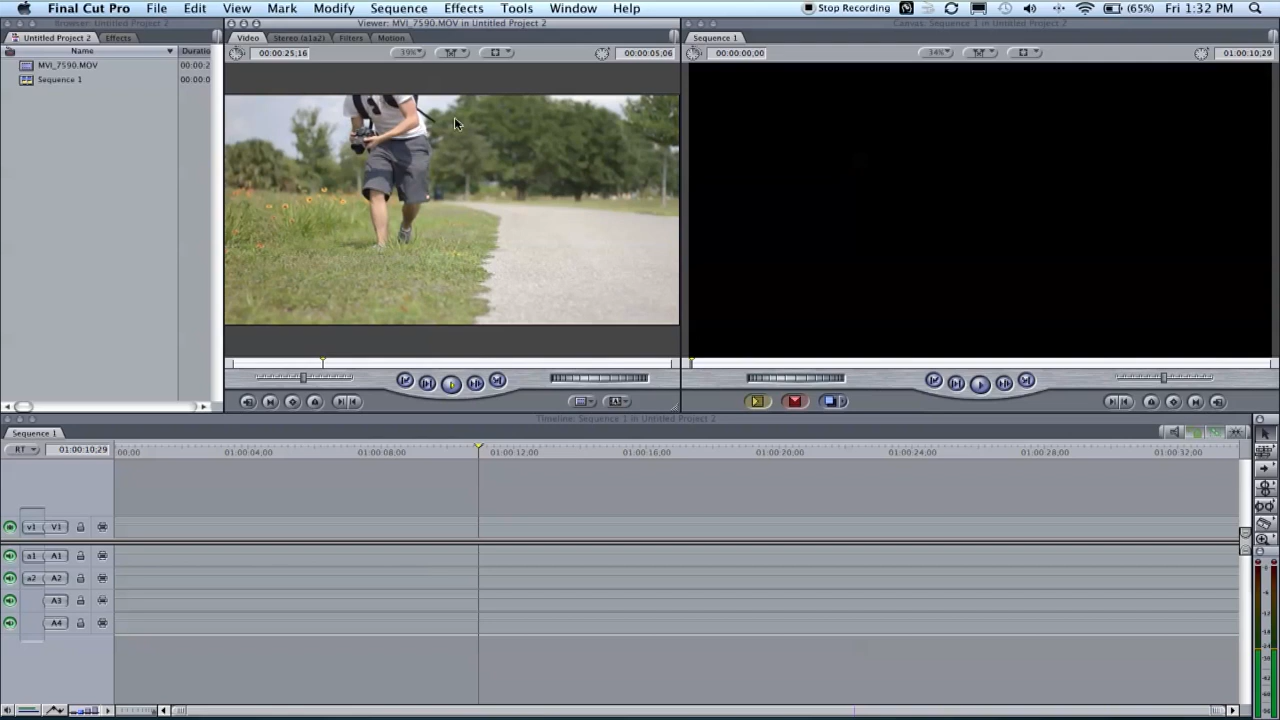 Final Cut Pro File Edit View Mark Modify Sequence Effects Tools Window Help Stop Recording (65%) Fri 1:32 PM
Browser: Untitled Project 2 Viewer: MVI_7590.MOV in Untitled Project 2 Canvas: Sequence 1 in Untitled Project 2
Untitled Project 2 Effects Video Stereo (a1a2) Filters Motion Sequence 1
Name Duratio 00:00:25;16 39% 00:00:05;06 00:00:00;00 34% 01:00:10;29
MVI_7590.MOV 00:00:2
Sequence 1 00:00:0
Timeline: Sequence 1 in Untitled Project 2
Sequence 1
RT 01:00:10;29 00;00 01:00:04;00 01:00:08;00 01:00:12;00 01:00:16;00 01:00:20;00 01:00:24;00 01:00:28;00 01:00:32;00
v1 V1
a1 A1
a2 A2
A3
A4